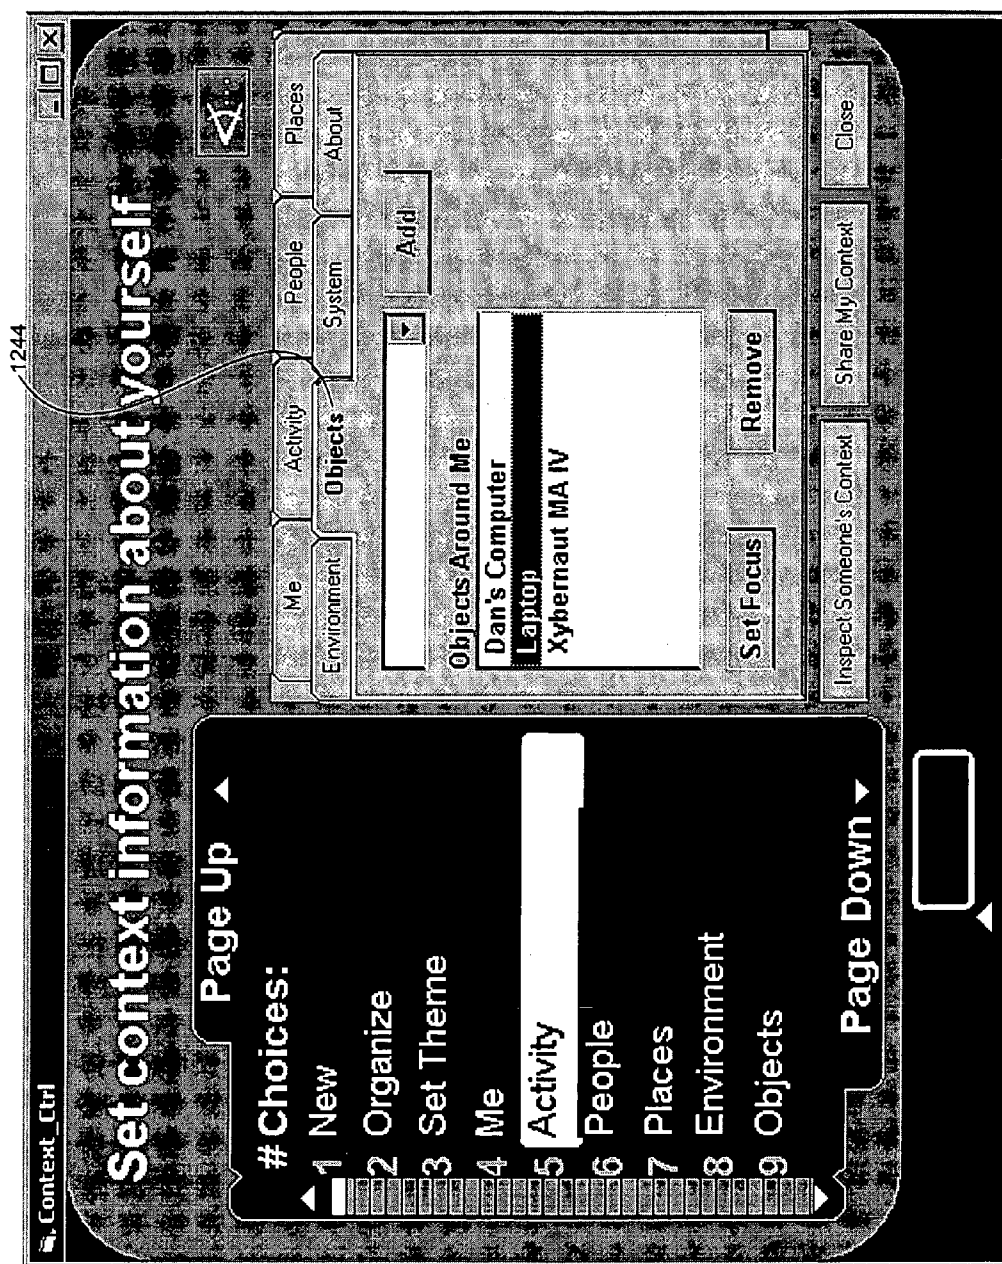 1244
Context_Ctrl
Set context information about yourself
Page Up
# Choices:
1 New
2 Organize
3 Set Theme
4 Me
5 Activity
6 People
7 Places
8 Environment
9 Objects
Page Down
Me Activity People Places
Environment Objects System About
Add
Objects Around Me
Dan's Computer
Laptop
Xybernaut MA IV
Set Focus Remove
Inspect Someone's Context Share My Context Close